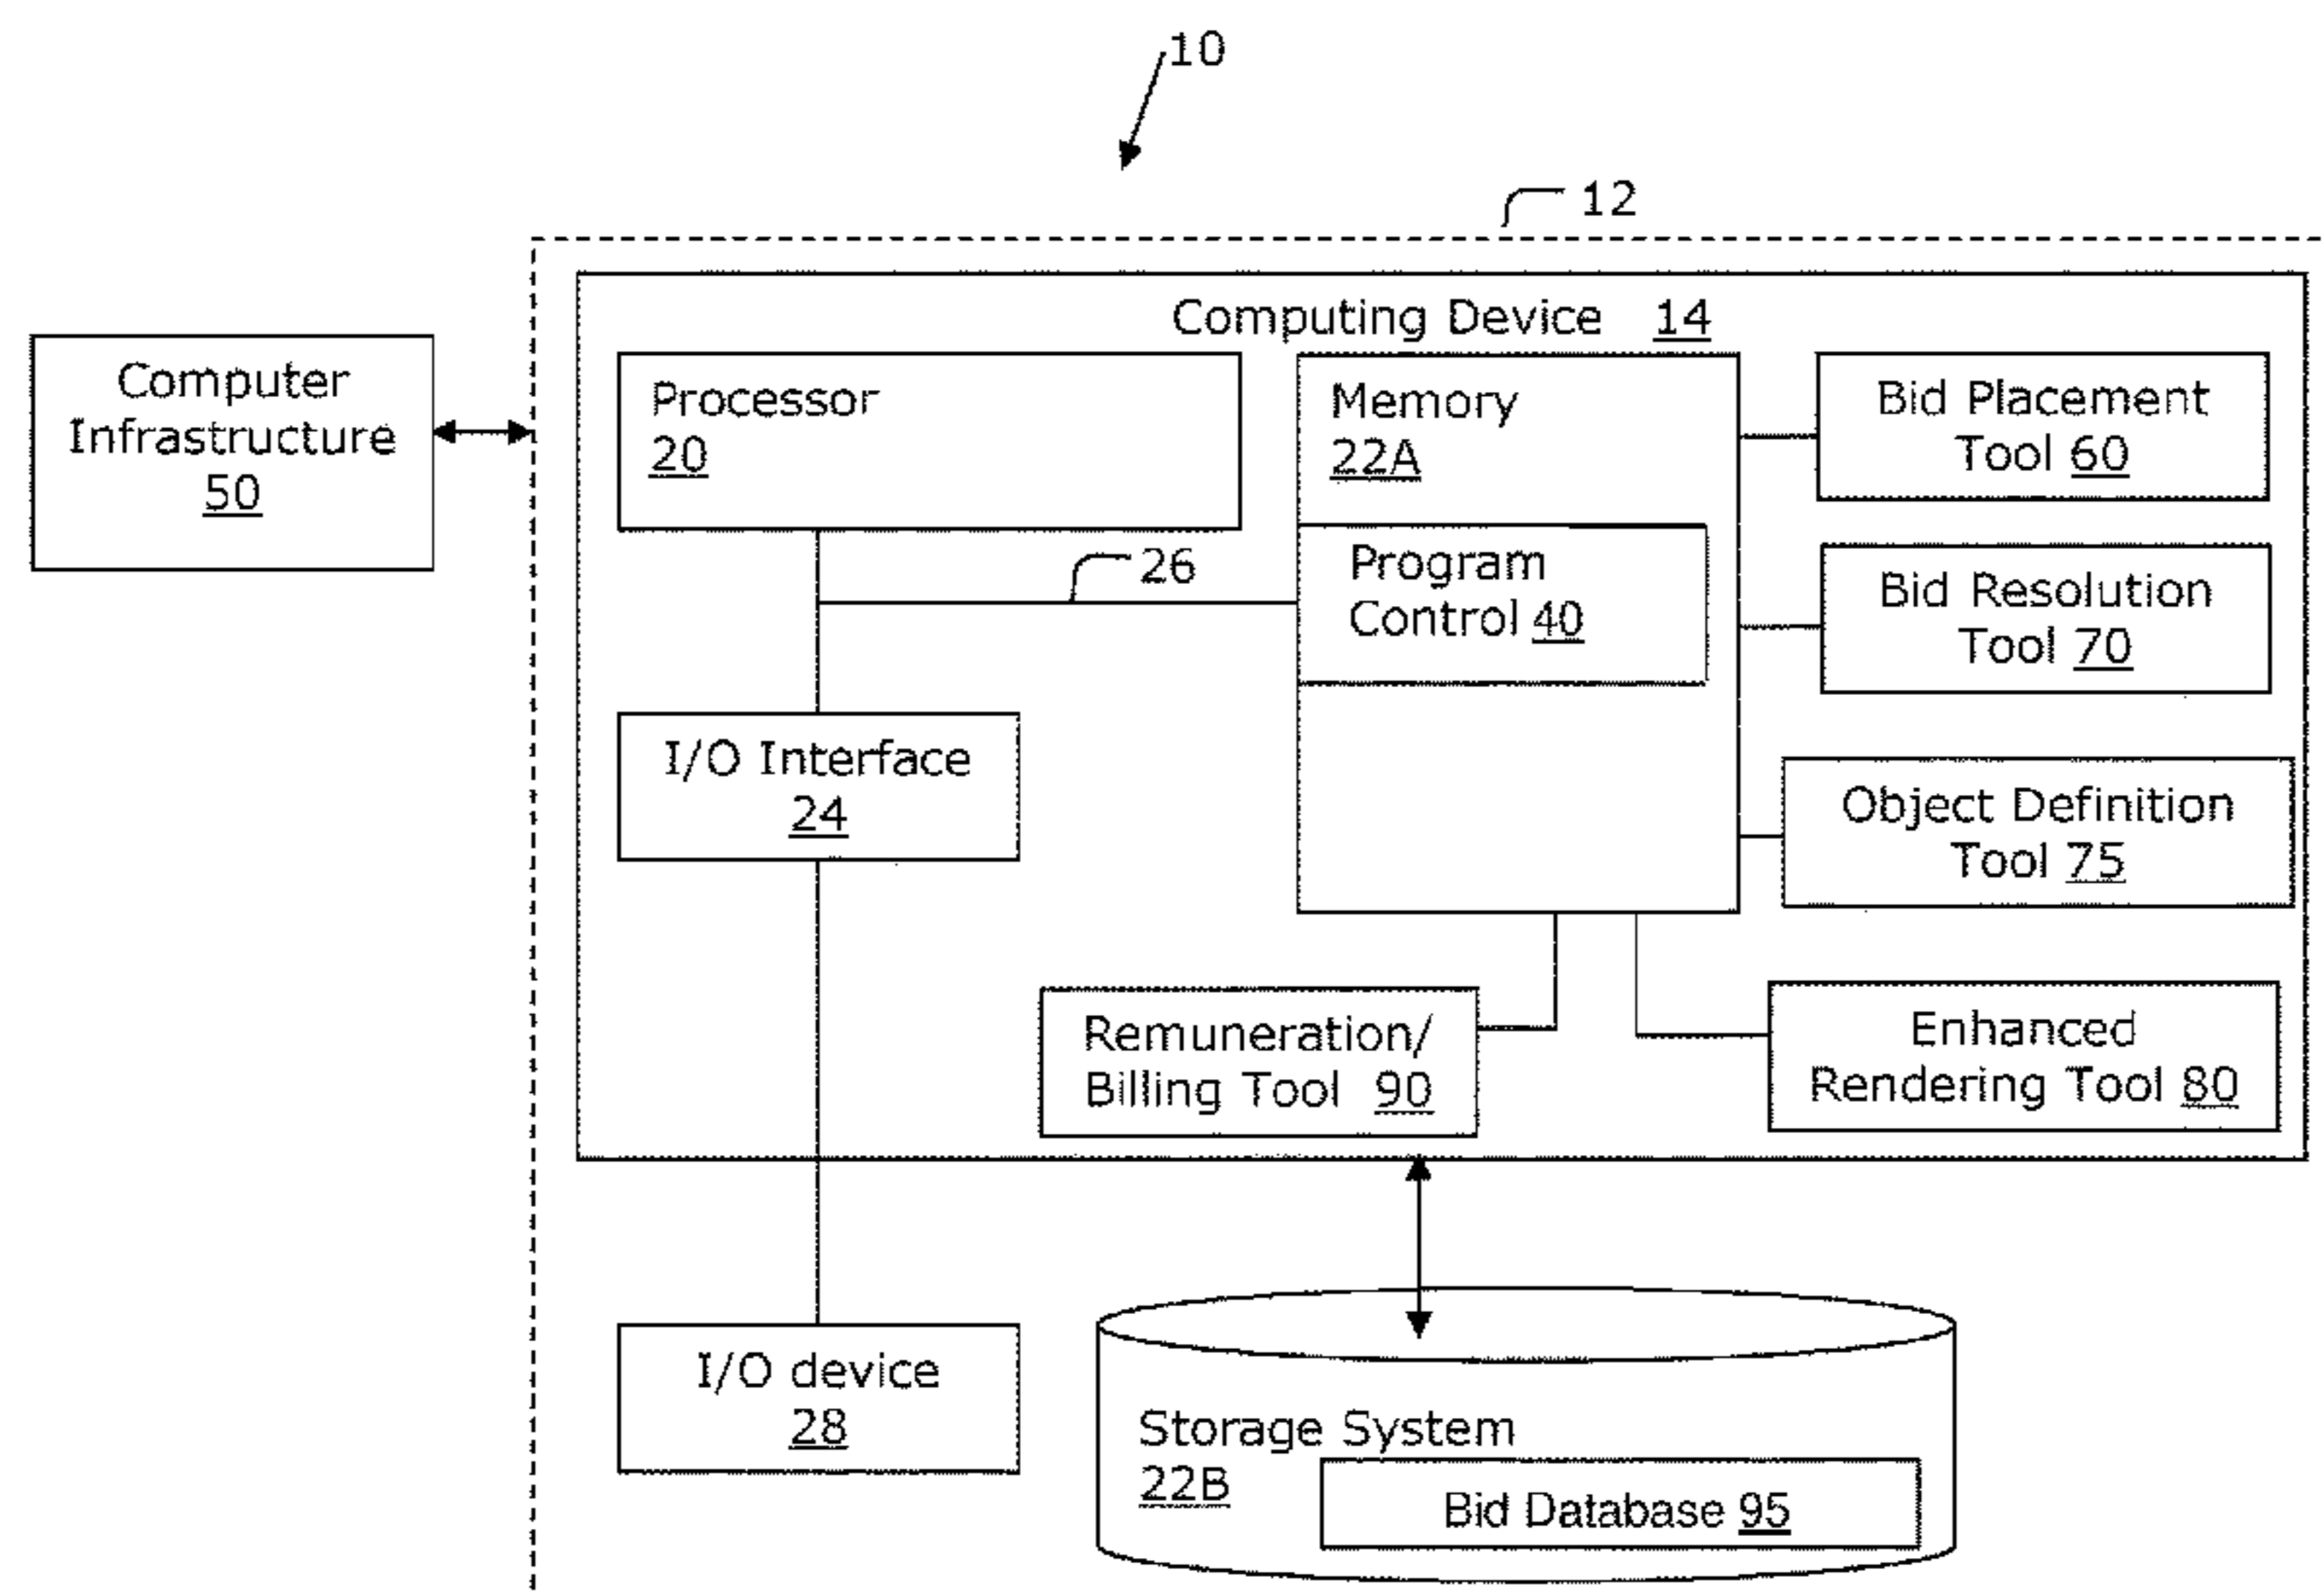 10
12
Computing Device 14
Computer
Infrastructure
50
Processor
20
Memory
22A
Bid Placement
Tool 60
26
Program
Control 40
Bid Resolution
Tool 70
I/O Interface
24
Object Definition
Tool 75
Remuneration/
Billing Tool 90
Enhanced
Rendering Tool 80
I/O device
28
Storage System
22B
Bid Database 95